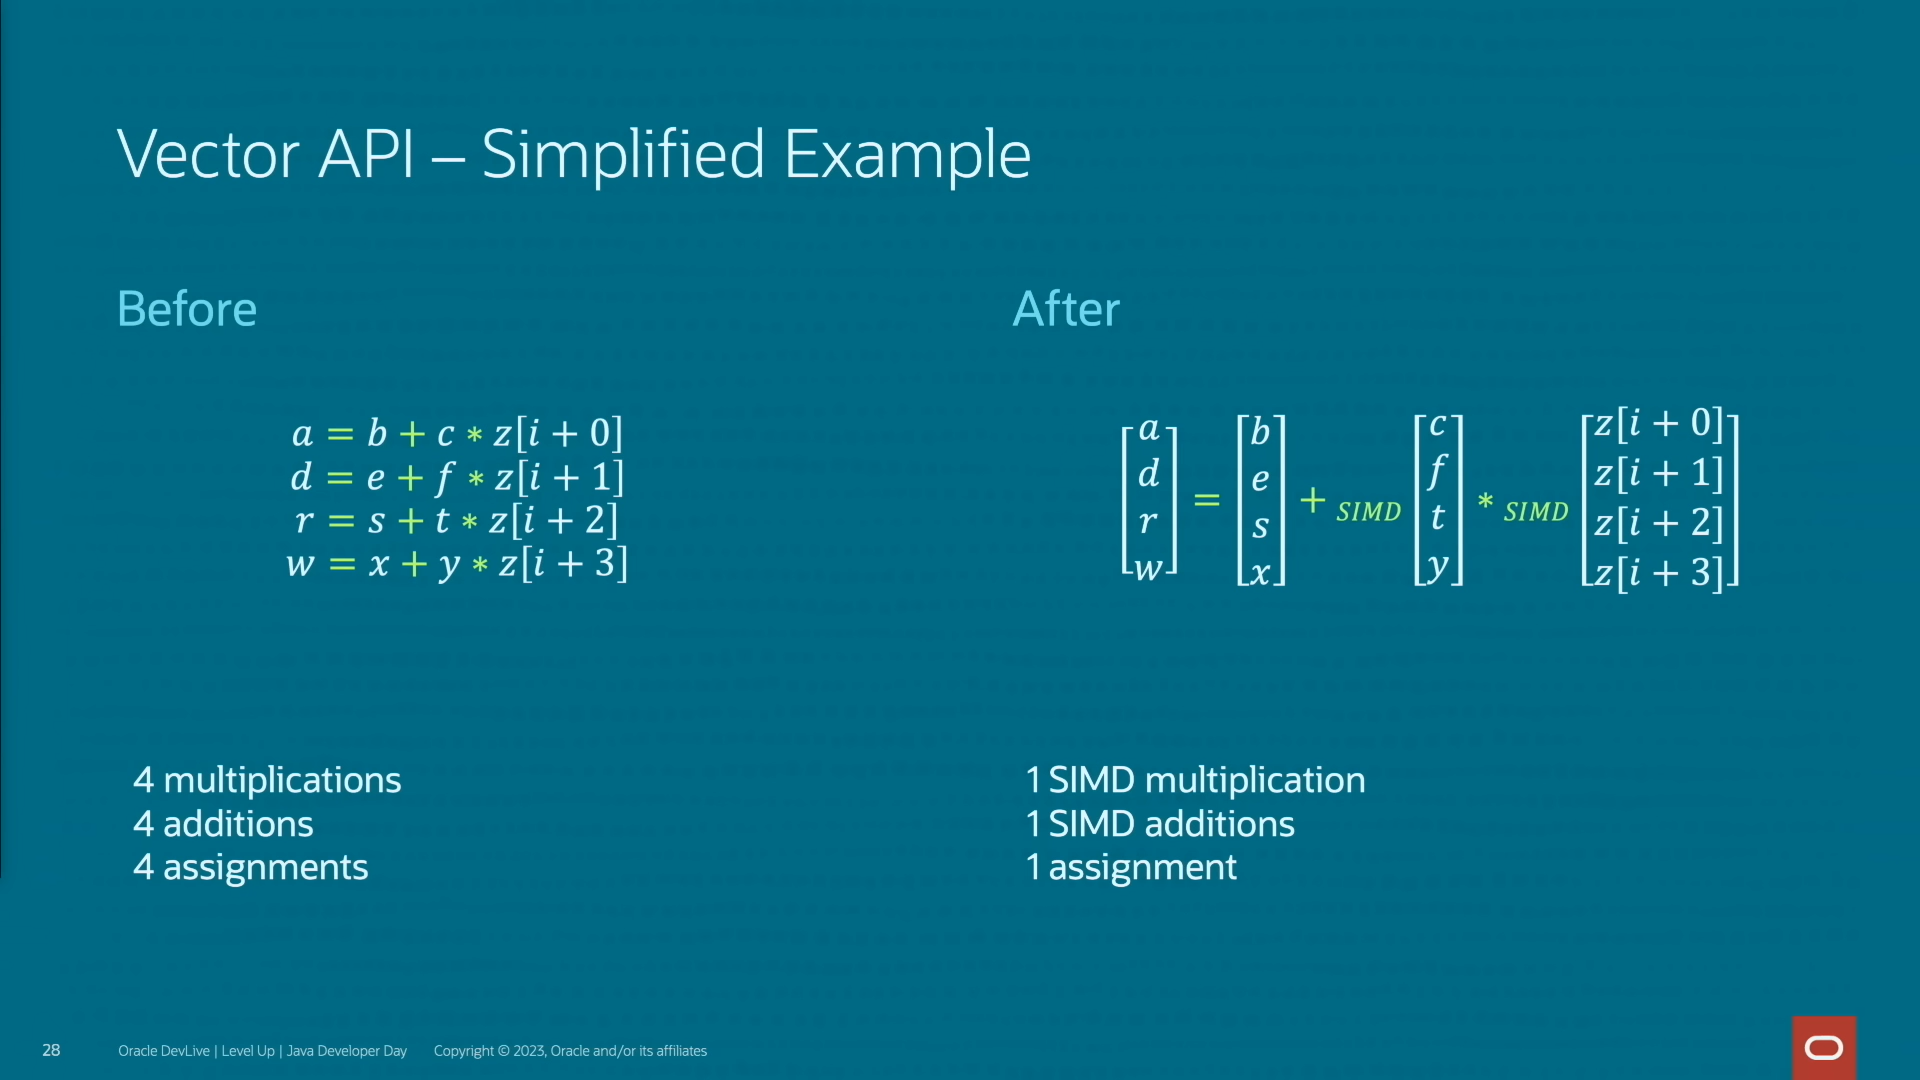 Vector API – Simplified Example
Before
a = b + c * z[i + 0]
d = e + f * z[i + 1]
r = s + t * z[i + 2]
w = x + y * z[i + 3]
4 multiplications
4 additions
4 assignments
After
[a d r w] = [b e s x] + SIMD [c f t y] * SIMD [z[i + 0] z[i + 1] z[i + 2] z[i + 3]]
1 SIMD multiplication
1 SIMD additions
1 assignment
28 Oracle DevLive | Level Up | Java Developer Day Copyright © 2023, Oracle and/or its affiliates